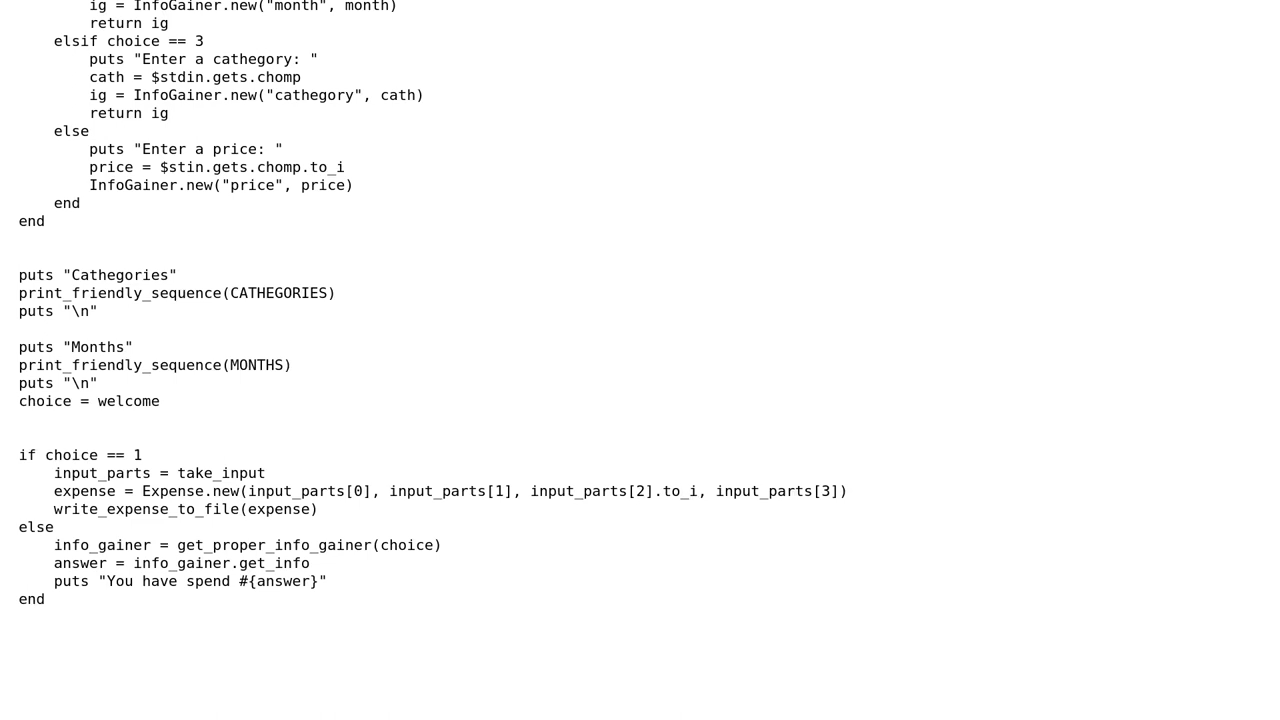 ig = InfoGainer.new("month", month)
        return ig
    elsif choice == 3
        puts "Enter a cathegory: "
        cath = $stdin.gets.chomp
        ig = InfoGainer.new("cathegory", cath)
        return ig
    else
        puts "Enter a price: "
        price = $stin.gets.chomp.to_i
        InfoGainer.new("price", price)
    end
end


puts "Cathegories"
print_friendly_sequence(CATHEGORIES)
puts "\n"

puts "Months"
print_friendly_sequence(MONTHS)
puts "\n"
choice = welcome


if choice == 1
    input_parts = take_input
    expense = Expense.new(input_parts[0], input_parts[1], input_parts[2].to_i, input_parts[3])
    write_expense_to_file(expense)
else
    info_gainer = get_proper_info_gainer(choice)
    answer = info_gainer.get_info
    puts "You have spend #{answer}"
end